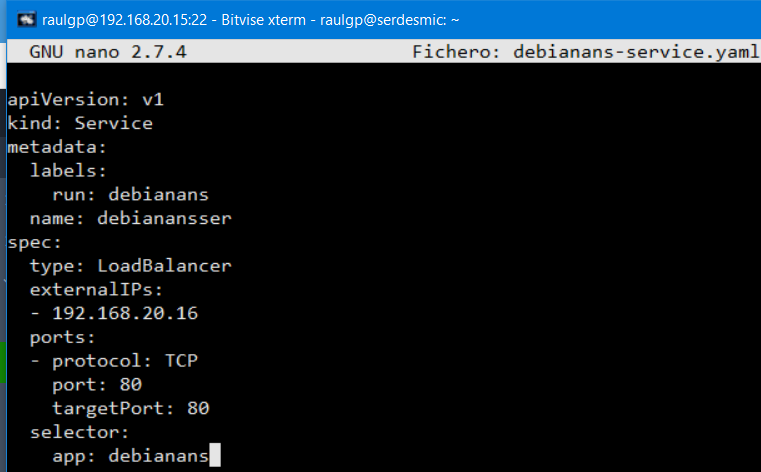 raulgp@192.168.20.15:22 - Bitvise xterm - raulgp@serdesmic: ~
GNU nano 2.7.4 Fichero: debianans-service.yaml
apiVersion: v1
kind: Service
metadata:
  labels:
    run: debianans
  name: debianansser
spec:
  type: LoadBalancer
  externalIPs:
  - 192.168.20.16
  ports:
  - protocol: TCP
    port: 80
    targetPort: 80
  selector:
    app: debianans